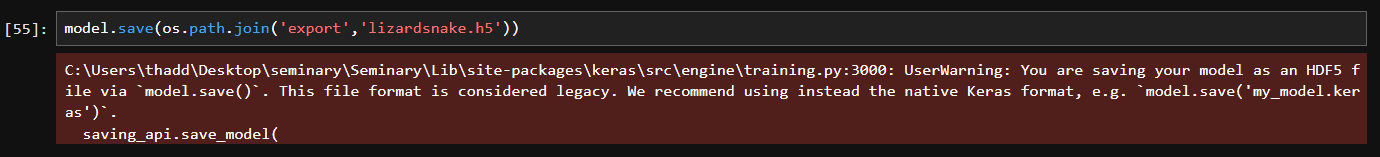 [55]: model.save(os.path.join('export','lizardsnake.h5'))
C:\Users\thadd\Desktop\seminary\Seminary\Lib\site-packages\keras\src\engine\training.py:3000: UserWarning: You are saving your model as an HDF5 f
ile via `model.save()`. This file format is considered legacy. We recommend using instead the native Keras format, e.g. `model.save('my_model.ker
as')`.
  saving_api.save_model(